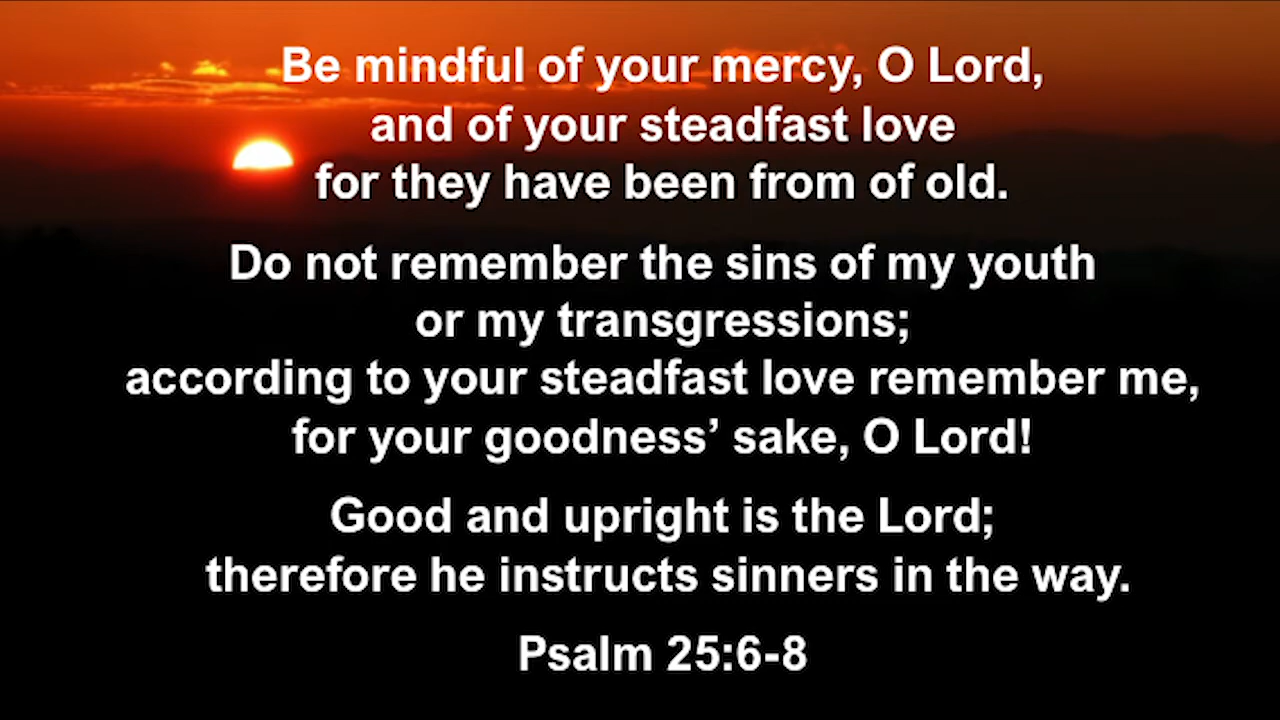 Be mindful of your mercy, O Lord,
and of your steadfast love
for they have been from of old.
Do not remember the sins of my youth
or my transgressions;
according to your steadfast love remember me,
for your goodness’ sake, O Lord!
Good and upright is the Lord;
therefore he instructs sinners in the way.
Psalm 25:6-8